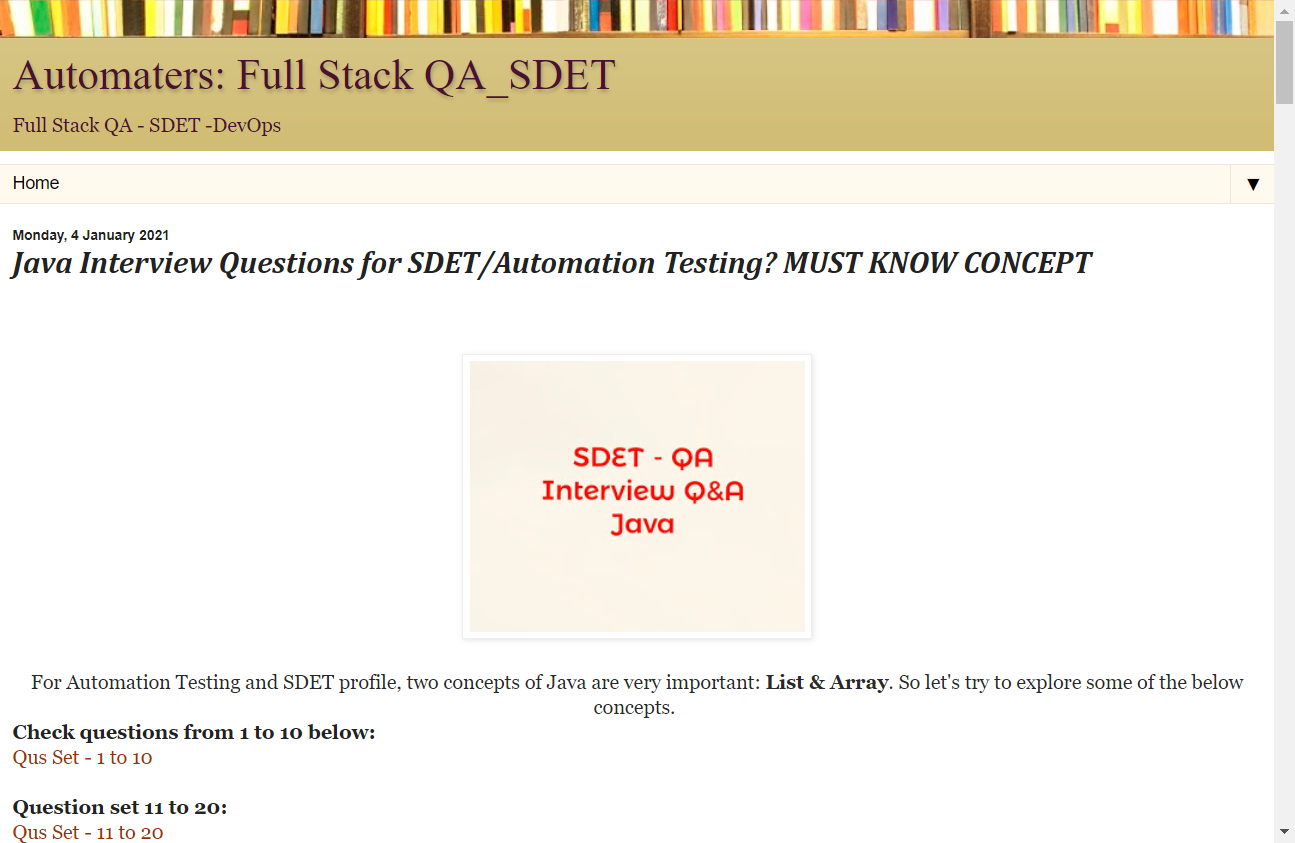 Automaters: Full Stack QA_SDET
Full Stack QA - SDET -DevOps
Home ▼
Monday, 4 January 2021
Java Interview Questions for SDET/Automation Testing? MUST KNOW CONCEPT
SDET - QA
Interview Q&A
Java
For Automation Testing and SDET profile, two concepts of Java are very important: List & Array. So let's try to explore some of the below
concepts.
Check questions from 1 to 10 below:
Qus Set - 1 to 10
Question set 11 to 20:
Qus Set - 11 to 20